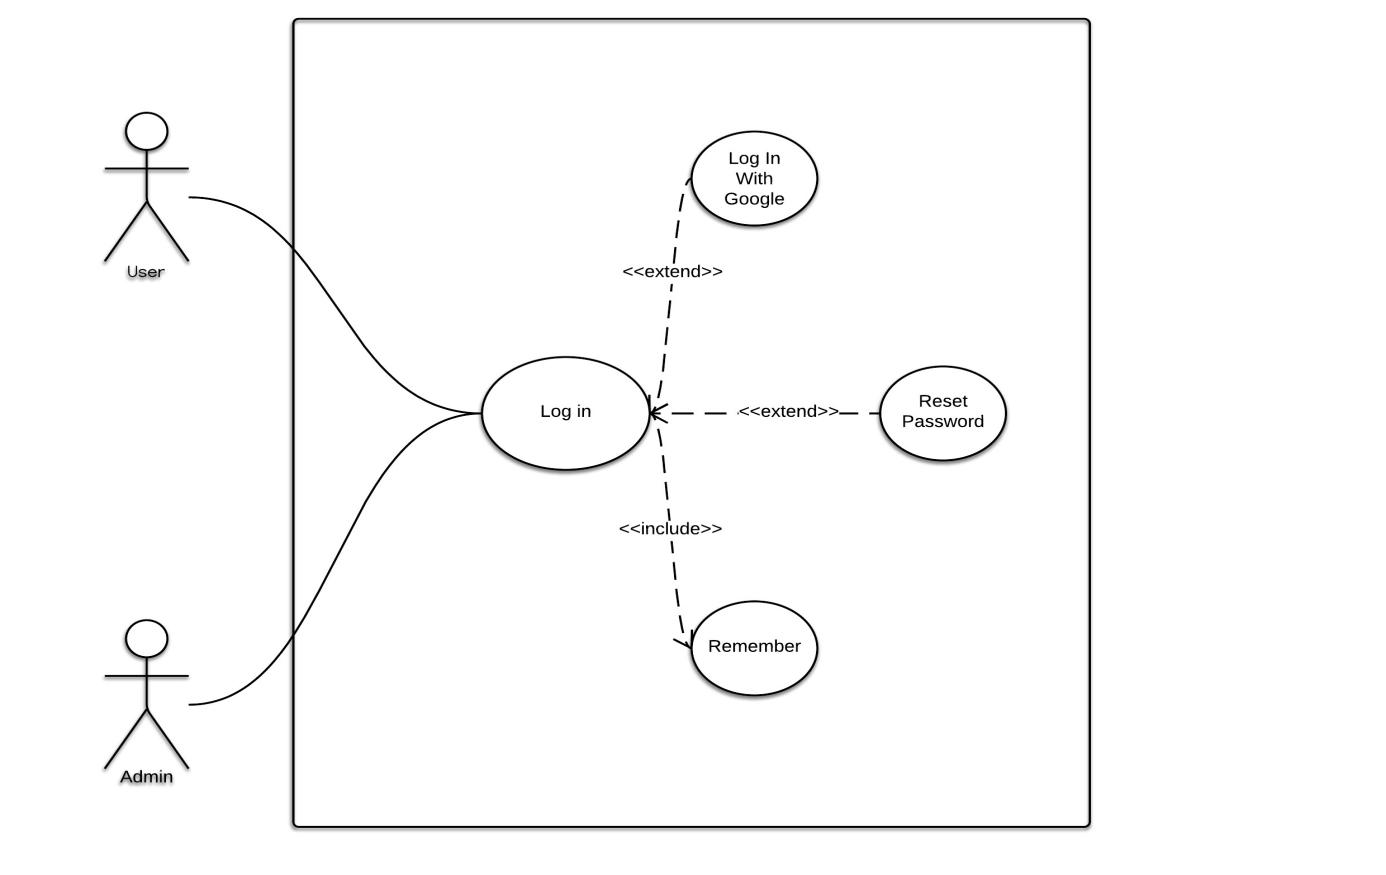 User
Log In
With
Google
<<extend>>
Log in
<<extend>>
Reset
Password
<<include>>
Remember
Admin